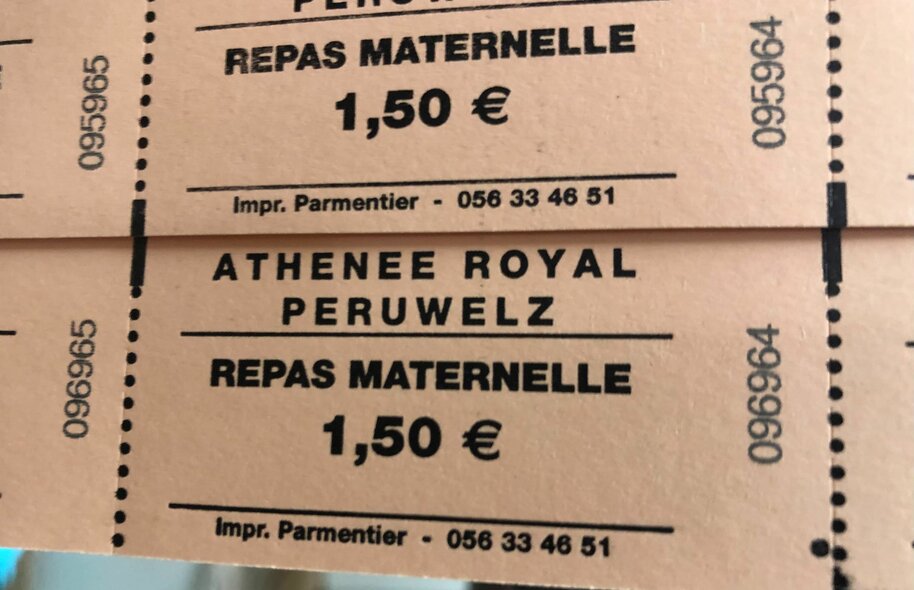 REPAS MATERNELLE
1,50 €
Impr. Parmentier - 056 33 46 51
095965
095964
ATHENEE ROYAL
PERUWELZ
REPAS MATERNELLE
1,50 €
Impr. Parmentier - 056 33 46 51
096965
096964